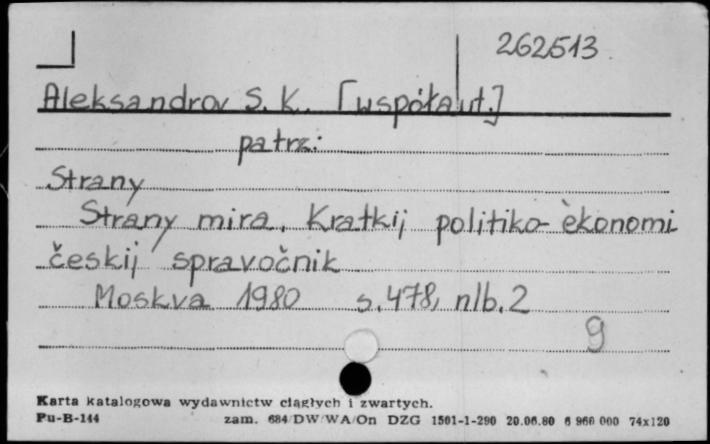 262513
Aleksandrov S. K. [współaut.]
patrz:
Strany
Strany mira. Kratkij politiko-èkonomi
českij spravočnik
Moskva 1980 s. 478, nlb. 2
9
Karta katalogowa wydawnictw ciągłych i zwartych.
Pu-B-144 zam. 684/DW/WA/On DZG 1501-1-290 20.06.80 6 960 000 74x120